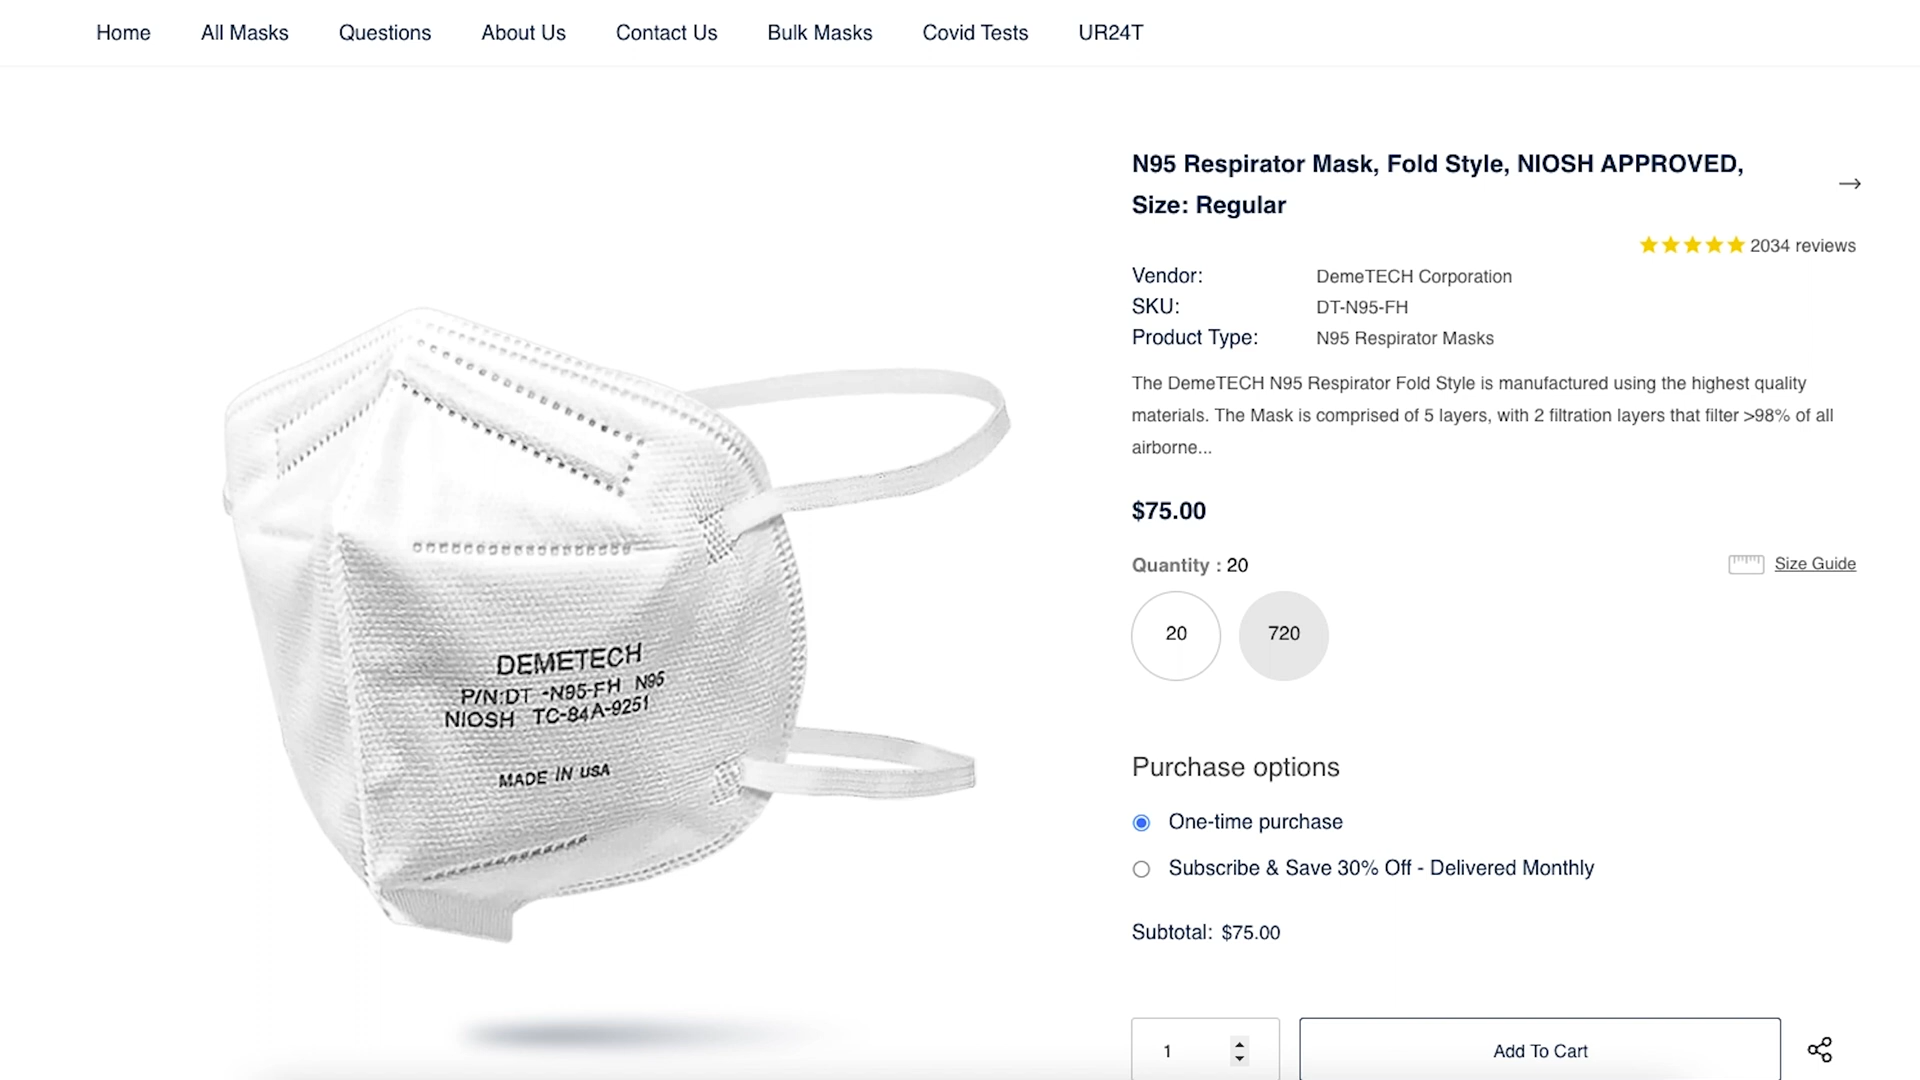 Home All Masks Questions About Us Contact Us Bulk Masks Covid Tests UR24T
N95 Respirator Mask, Fold Style, NIOSH APPROVED,
Size: Regular
2034 reviews
Vendor: DemeTECH Corporation
SKU: DT-N95-FH
Product Type: N95 Respirator Masks
The DemeTECH N95 Respirator Fold Style is manufactured using the highest quality
materials. The Mask is comprised of 5 layers, with 2 filtration layers that filter >98% of all
airborne...
$75.00
Quantity : 20
Size Guide
20 720
Purchase options
One-time purchase
Subscribe & Save 30% Off - Delivered Monthly
Subtotal: $75.00
1
Add To Cart
DEMETECH
P/N:DT -N95-FH N95
NIOSH TC-84A-9251
MADE IN USA